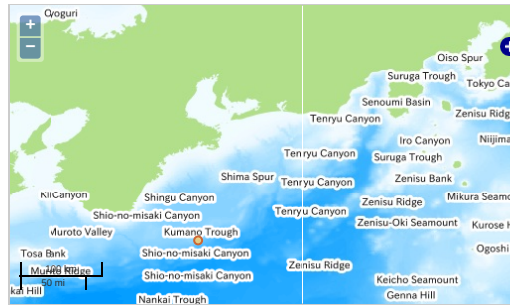 Oyoguri
+
−
Oiso Spur
Suruga Trough
Tokyo Ca
Senoumi Basin
Tenryu Canyon
Zenisu Ridg
Iro Canyon
Niijima
Tenryu Canyon
Suruga Trough
Shima Spur
Tenryu Canyon
Zenisu Bank
KiiCanyon
Shingu Canyon
Zenisu Ridge
Mikura Seamo
Shio-no-misaki Canyon
Tenryu Canyon
Zenisu-Oki Seamount
Kurose H
Muroto Valley
Kumano Trough
Tosa Bank
Shio-no-misaki Canyon
Ogoshi
Zenisu Ridge
100 km
Muroto Ridge
Shio-no-misaki Canyon
50 mi
Keicho Seamount
kai Hill
Nankai Trough
Genna Hill